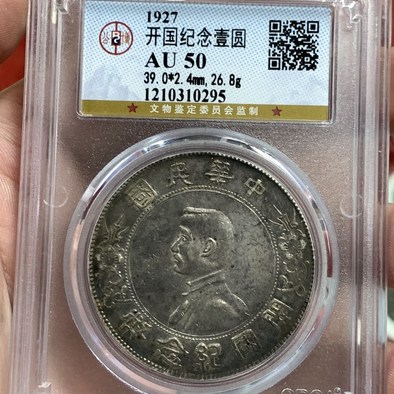 1927
开国纪念壹圆
AU 50
39.0*2.4mm,26.8g
1210310295
★ 文物鉴定委员会监制 ★
國民華中
開國紀念幣